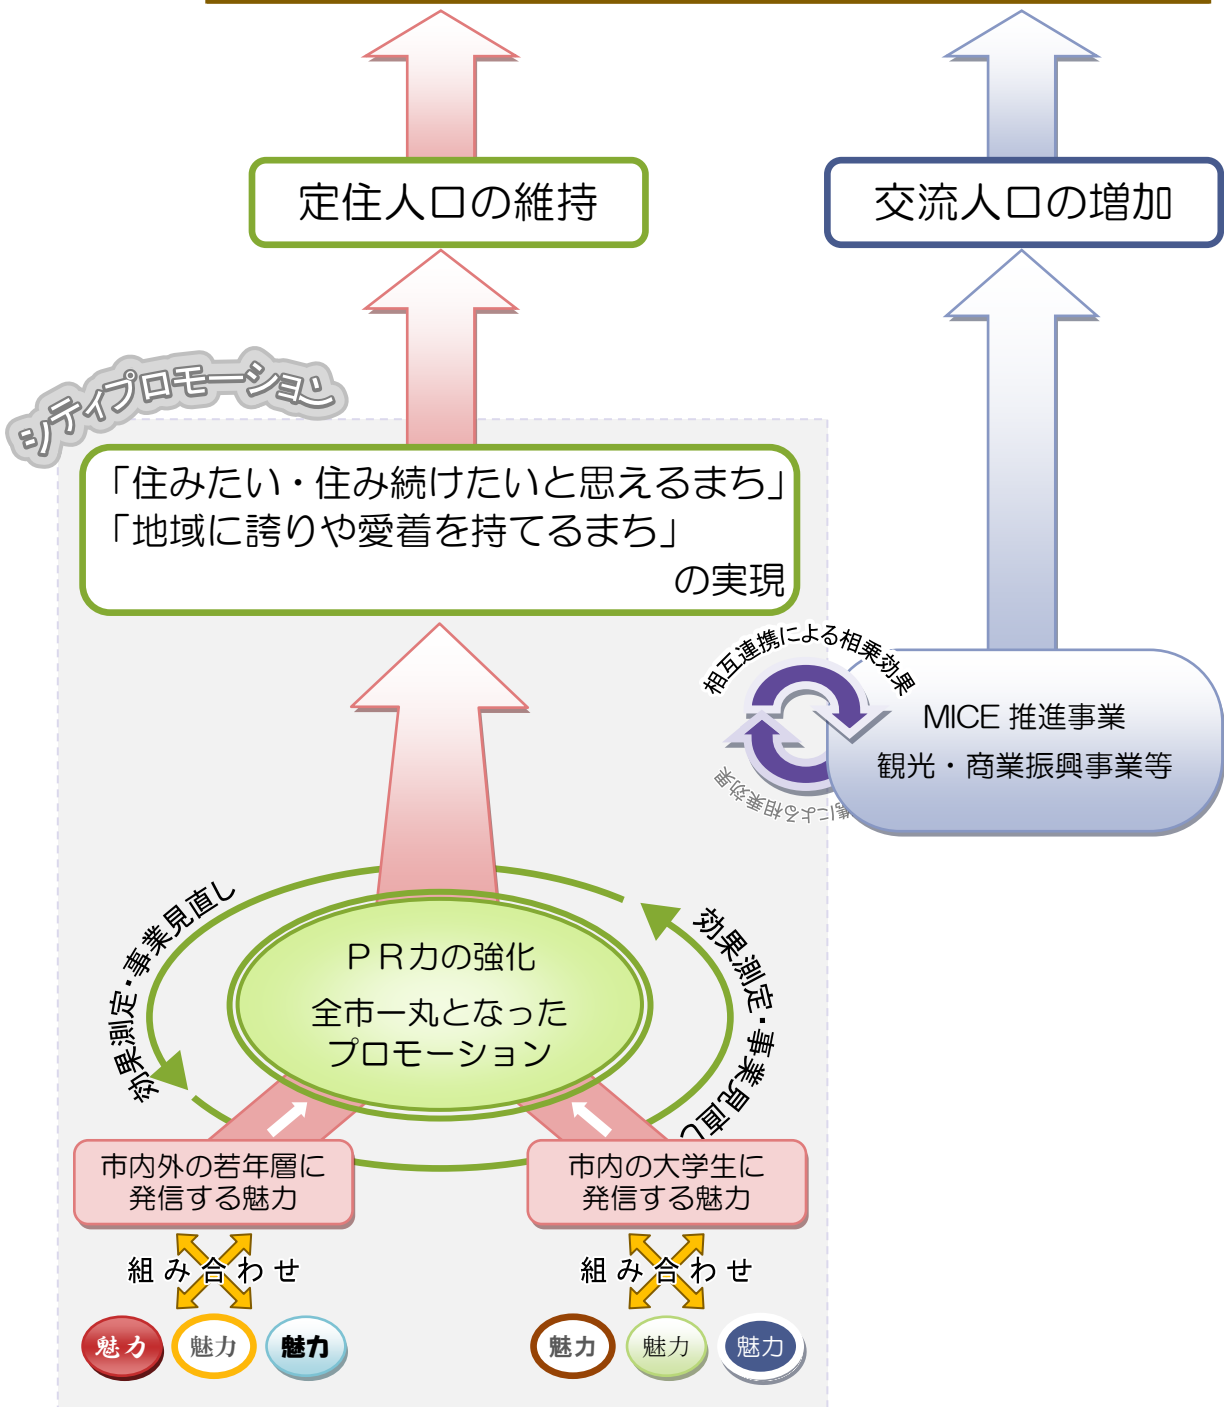 定住人口の維持
交流人口の増加
シティプロモーション
「住みたい・住み続けたいと思えるまち」
「地域に誇りや愛着を持てるまち」
の実現
相互連携による相乗効果
MICE 推進事業
観光・商業振興事業等
携による相乗効果
効果測定・事業見直し
効果測定・事業見直し
ＰＲ力の強化
全市一丸となった
プロモーション
市内外の若年層に
発信する魅力
市内の大学生に
発信する魅力
組み合わせ
組み合わせ
魅力
魅力
魅力
魅力
魅力
魅力